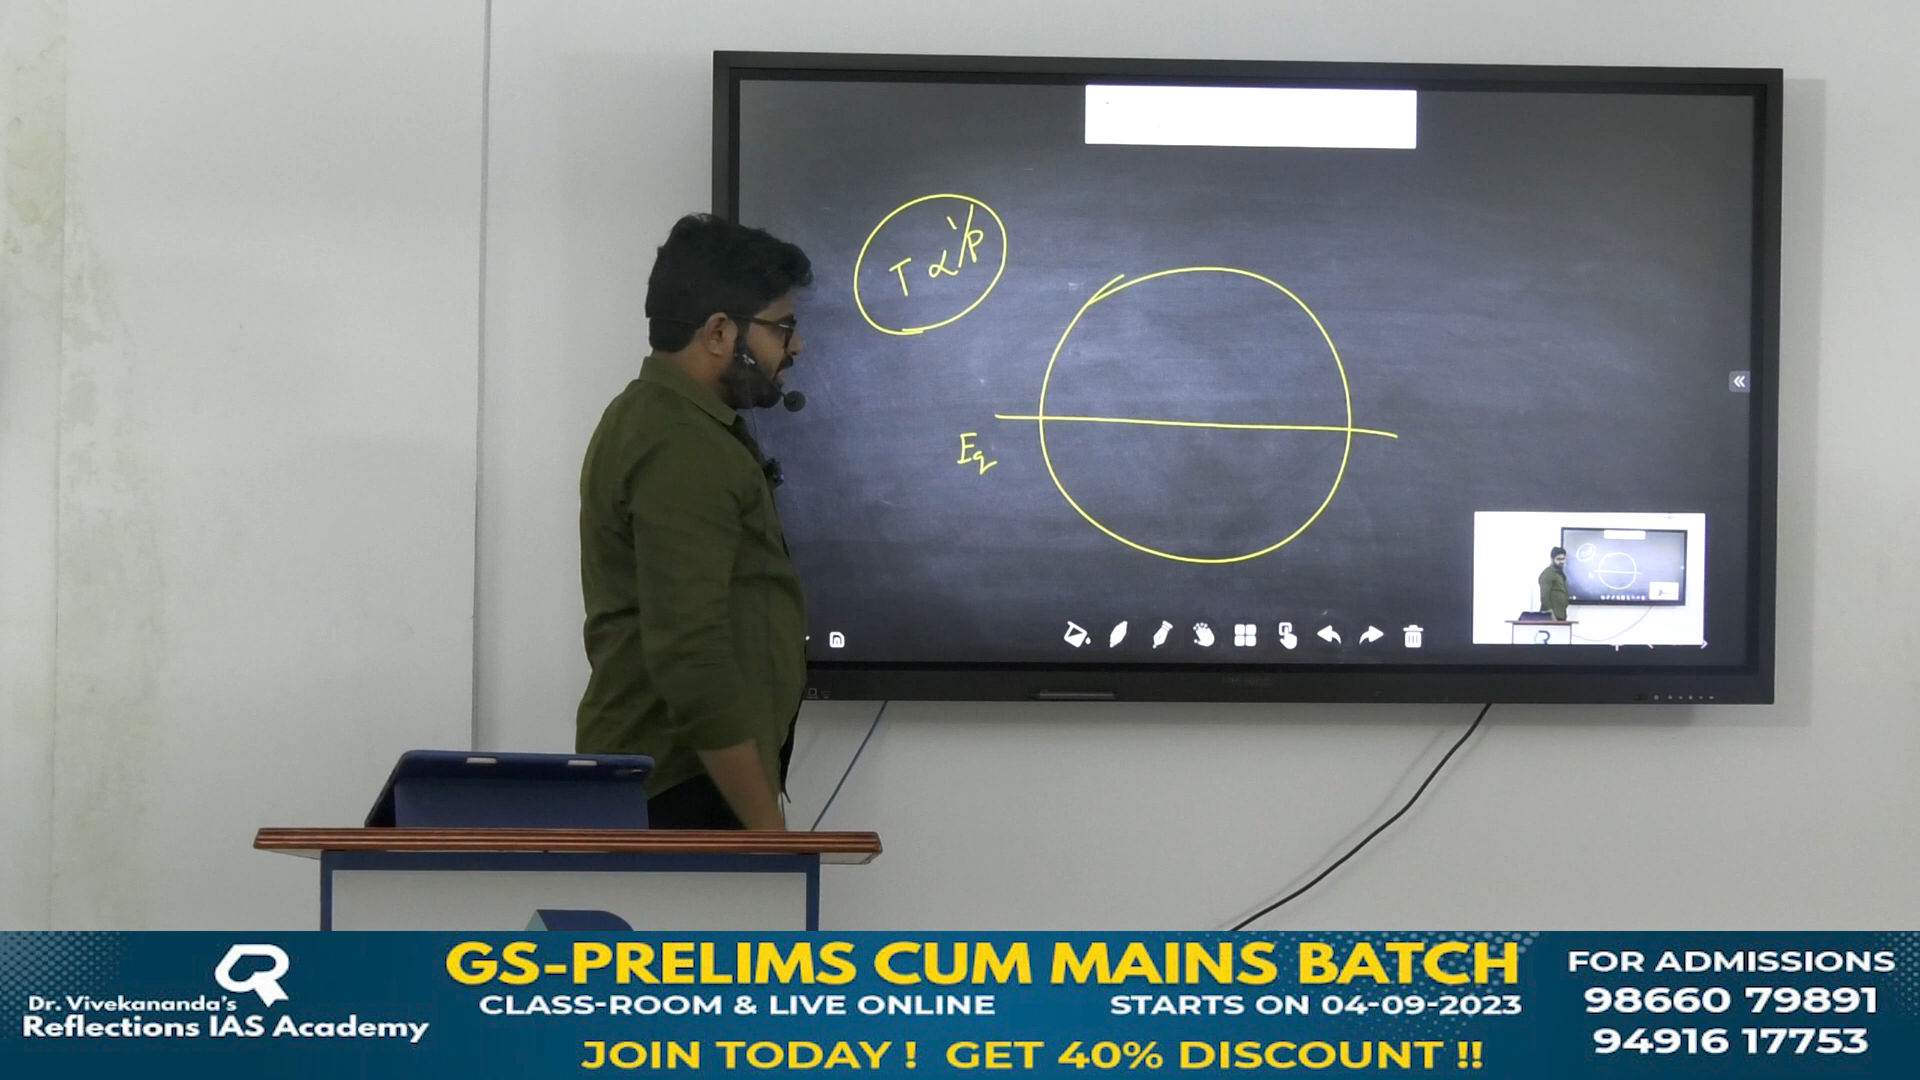 T α 1/P
Eq
Dr. Vivekananda's
Reflections IAS Academy
GS-PRELIMS CUM MAINS BATCH
CLASS-ROOM & LIVE ONLINE STARTS ON 04-09-2023
JOIN TODAY ! GET 40% DISCOUNT !!
FOR ADMISSIONS
98660 79891
94916 17753